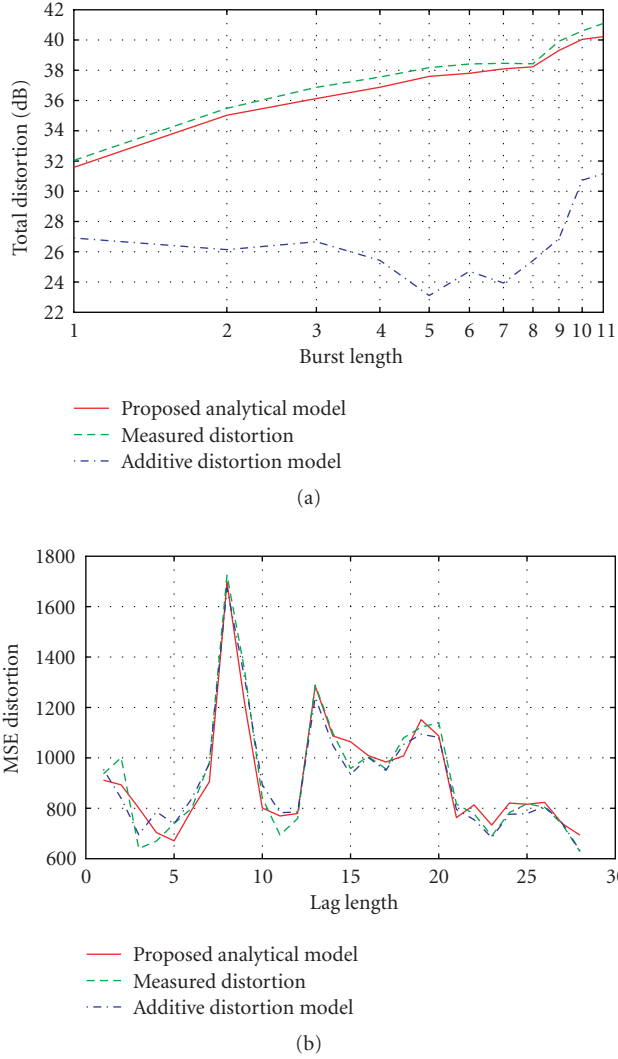 42
40
38
36
34
32
30
28
26
24
22
Total distortion (dB)
1 2 3 4 5 6 7 8 9 10 11
Burst length
Proposed analytical model
Measured distortion
Additive distortion model
(a)
1800
1600
1400
1200
1000
800
600
MSE distortion
0 5 10 15 20 25 30
Lag length
Proposed analytical model
Measured distortion
Additive distortion model
(b)